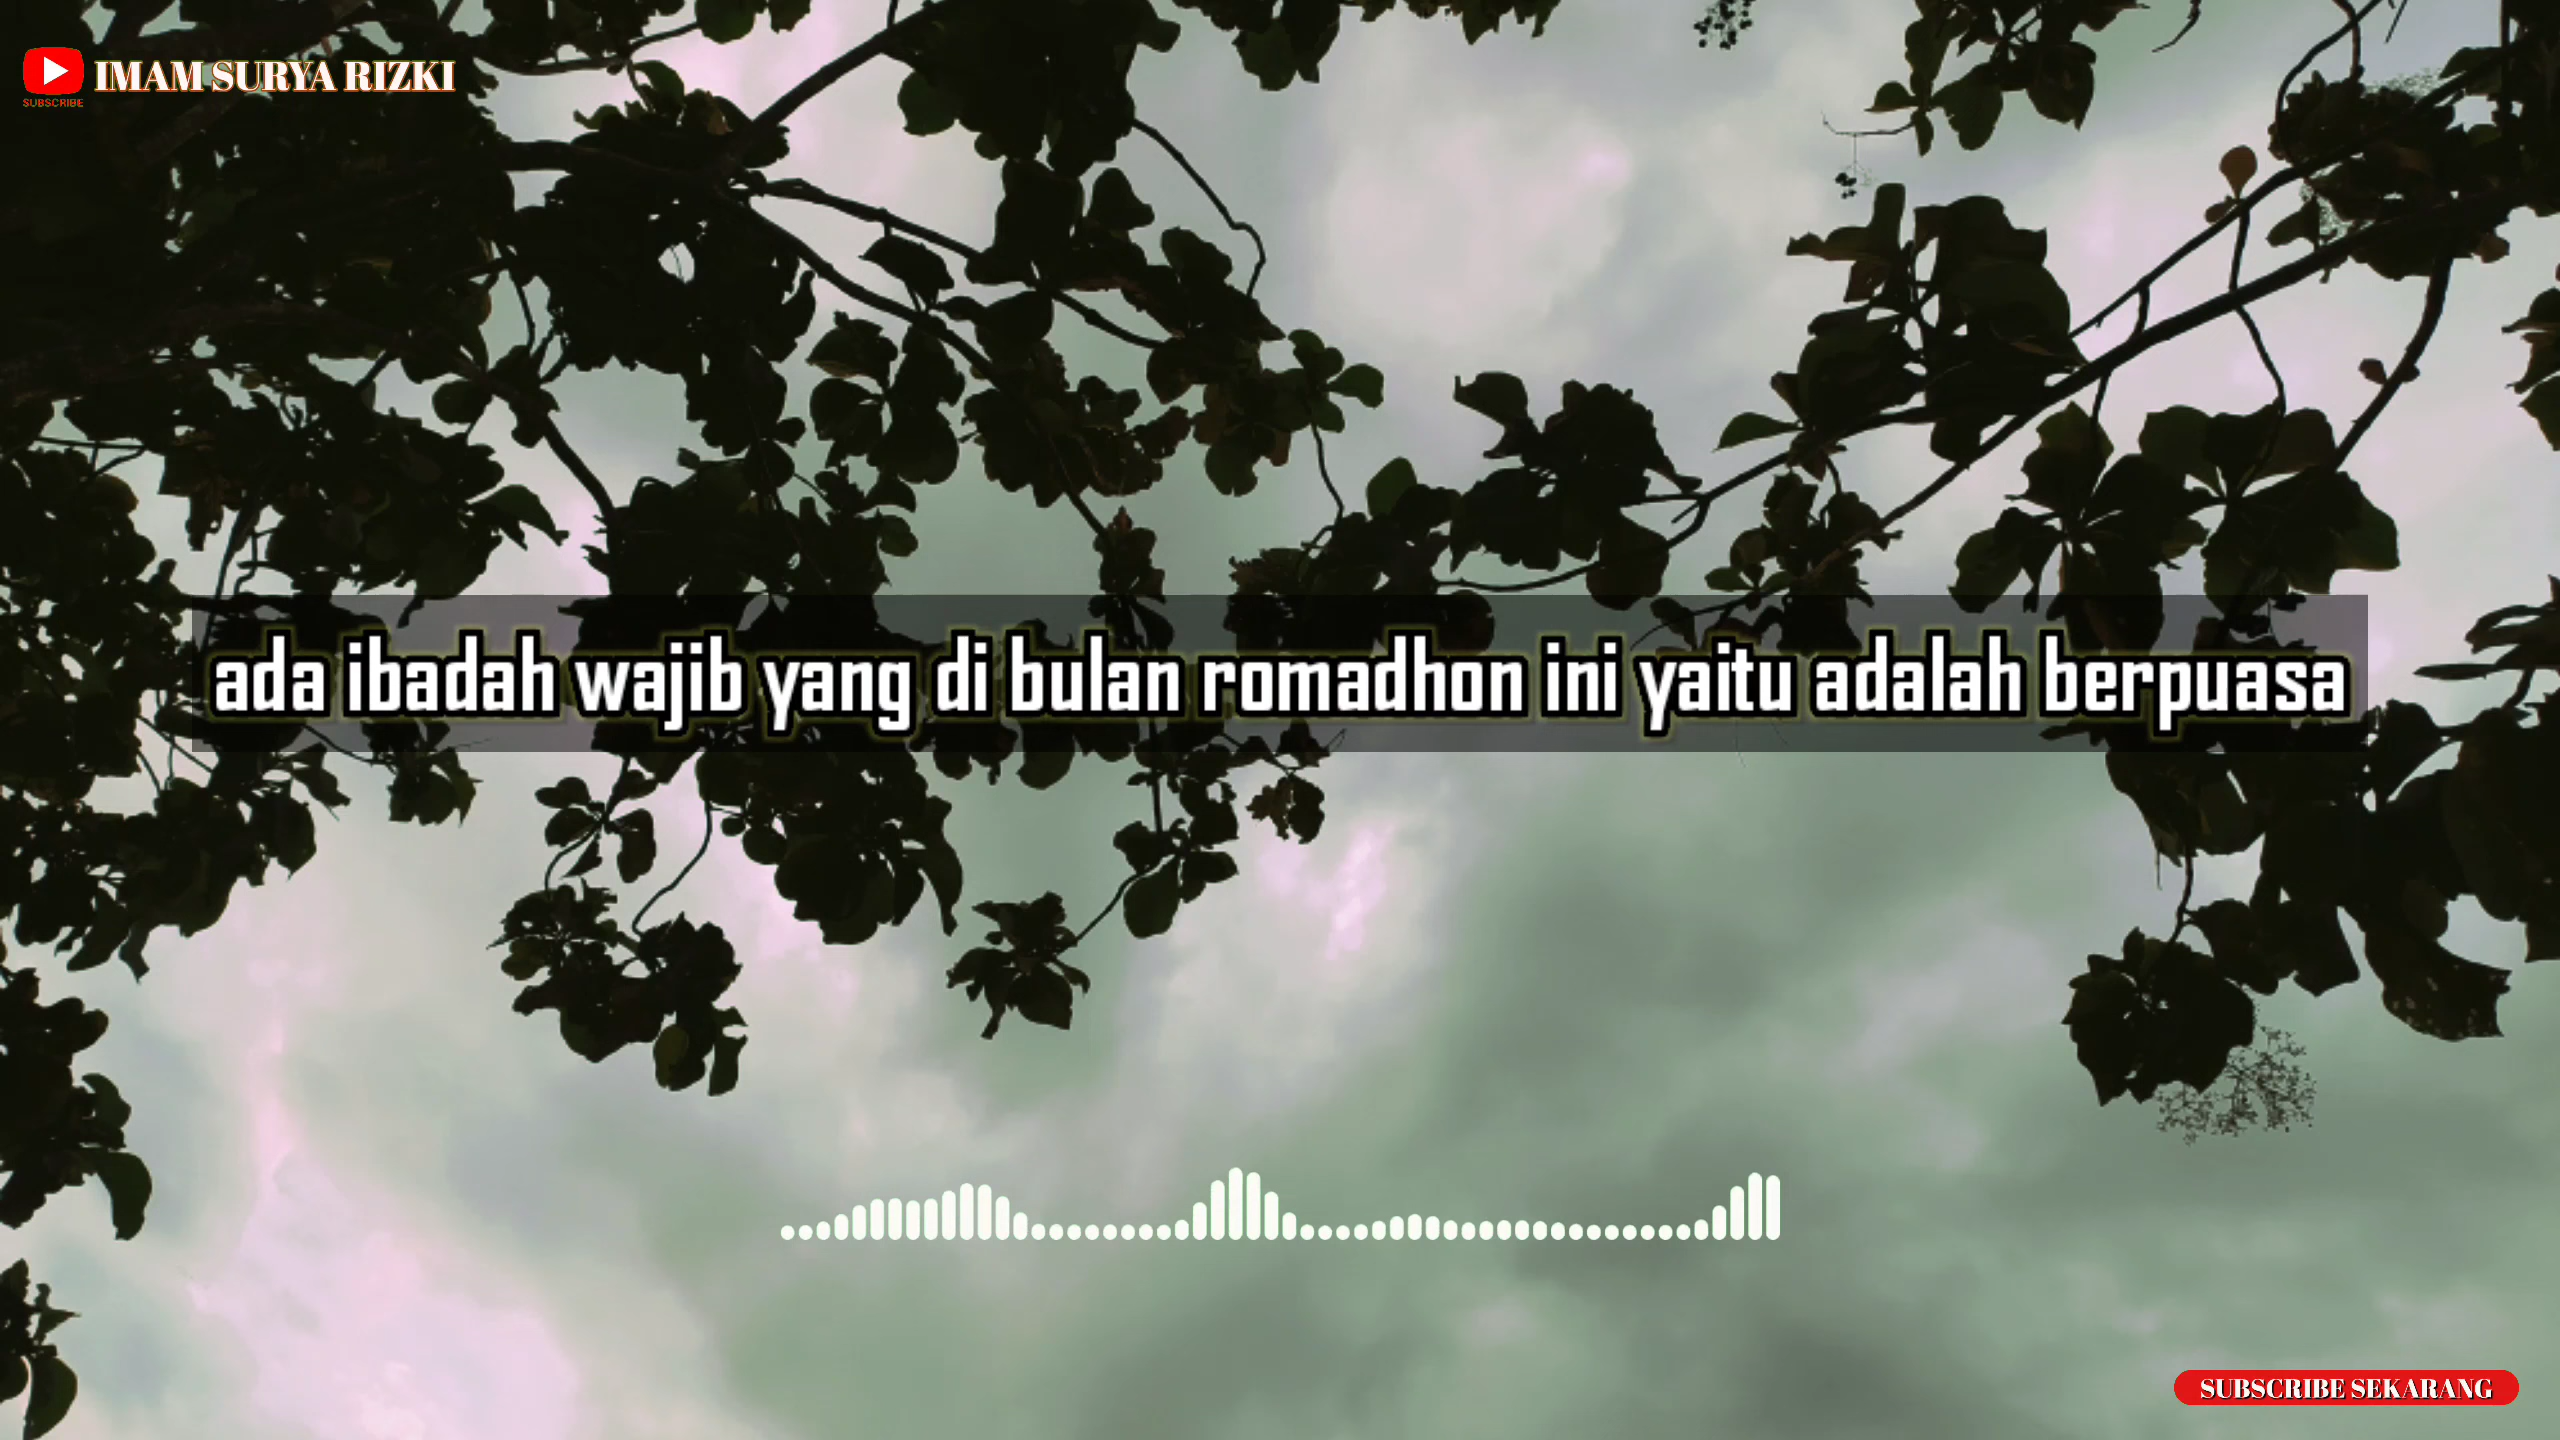 IMAM SURYA RIZKI
SUBSCRIBE
ada ibadah wajib yang di bulan romadhon ini yaitu adalah berpuasa
SUBSCRIBE SEKARANG